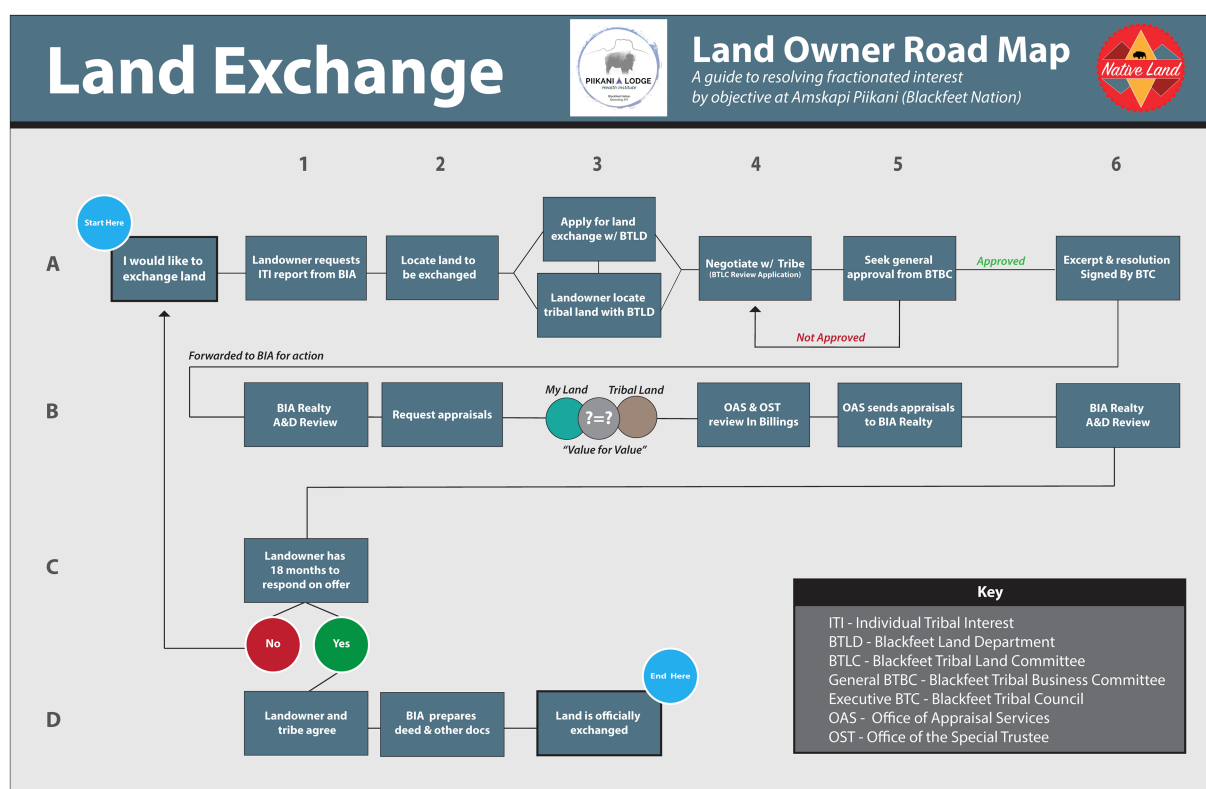 Land Exchange
PIIKANI LODGE
Health Institute
Blackfeet Nation
Browning, MT
Land Owner Road Map
A guide to resolving fractionated interest
by objective at Amskapi Piikani (Blackfeet Nation)
Native Land
1 2 3 4 5 6
A
Start Here
I would like to
exchange land
Landowner requests
ITI report from BIA
Locate land to
be exchanged
Apply for land
exchange w/ BTLD
Landowner locate
tribal land with BTLD
Negotiate w/ Tribe
(BTLC Review Application)
Seek general
approval from BTBC
Approved
Not Approved
Excerpt & resolution
Signed By BTC
Forwarded to BIA for action
B
BIA Realty
A&D Review
Request appraisals
My Land
Tribal Land
?=?
"Value for Value"
OAS & OST
review In Billings
OAS sends appraisals
to BIA Realty
BIA Realty
A&D Review
C
Landowner has
18 months to
respond on offer
No
Yes
D
Landowner and
tribe agree
BIA prepares
deed & other docs
Land is officially
exchanged
End Here
Key
ITI - Individual Tribal Interest
BTLD - Blackfeet Land Department
BTLC - Blackfeet Tribal Land Committee
General BTBC - Blackfeet Tribal Business Committee
Executive BTC - Blackfeet Tribal Council
OAS - Office of Appraisal Services
OST - Office of the Special Trustee